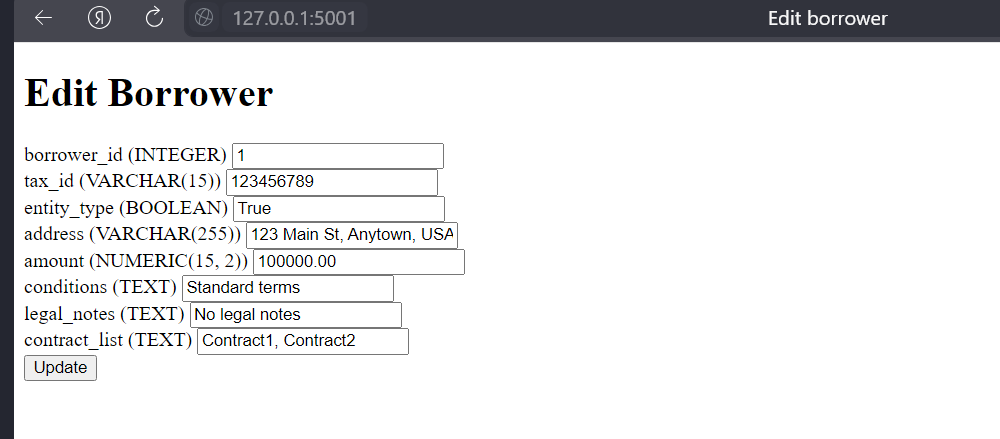 Я 127.0.0.1:5001 Edit borrower
Edit Borrower
borrower_id (INTEGER) 1
tax_id (VARCHAR(15)) 123456789
entity_type (BOOLEAN) True
address (VARCHAR(255)) 123 Main St, Anytown, USA
amount (NUMERIC(15, 2)) 100000.00
conditions (TEXT) Standard terms
legal_notes (TEXT) No legal notes
contract_list (TEXT) Contract1, Contract2
Update